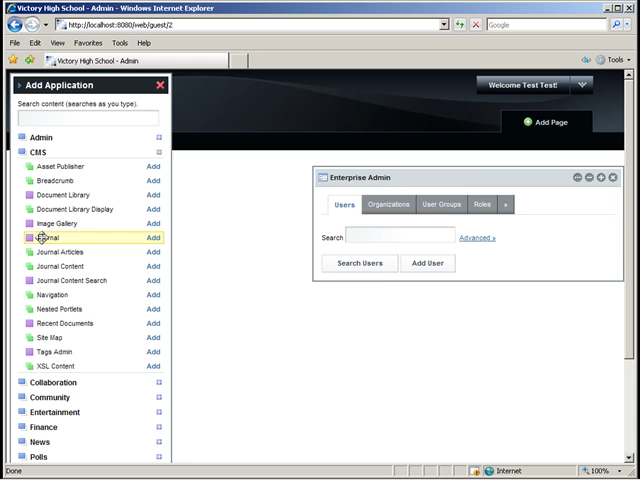 Victory High School - Admin - Windows Internet Explorer
http://localhost:8080/web/guest/2
Google
File Edit View Favorites Tools Help
Victory High School - Admin
Tools
Add Application
Welcome Test Test!
Search content (searches as you type).
Add Page
Admin
CMS
Asset Publisher Add
Breadcrumb Add
Document Library Add
Document Library Display Add
Image Gallery Add
Add
Journal Articles Add
Journal Content Add
Journal Content Search Add
Navigation Add
Nested Portlets Add
Recent Documents Add
Site Map Add
Tags Admin Add
XSL Content Add
Collaboration
Community
Entertainment
Finance
News
Polls
Enterprise Admin
Users Organizations User Groups Roles »
Search Advanced »
Search Users Add User
Done Internet 100%